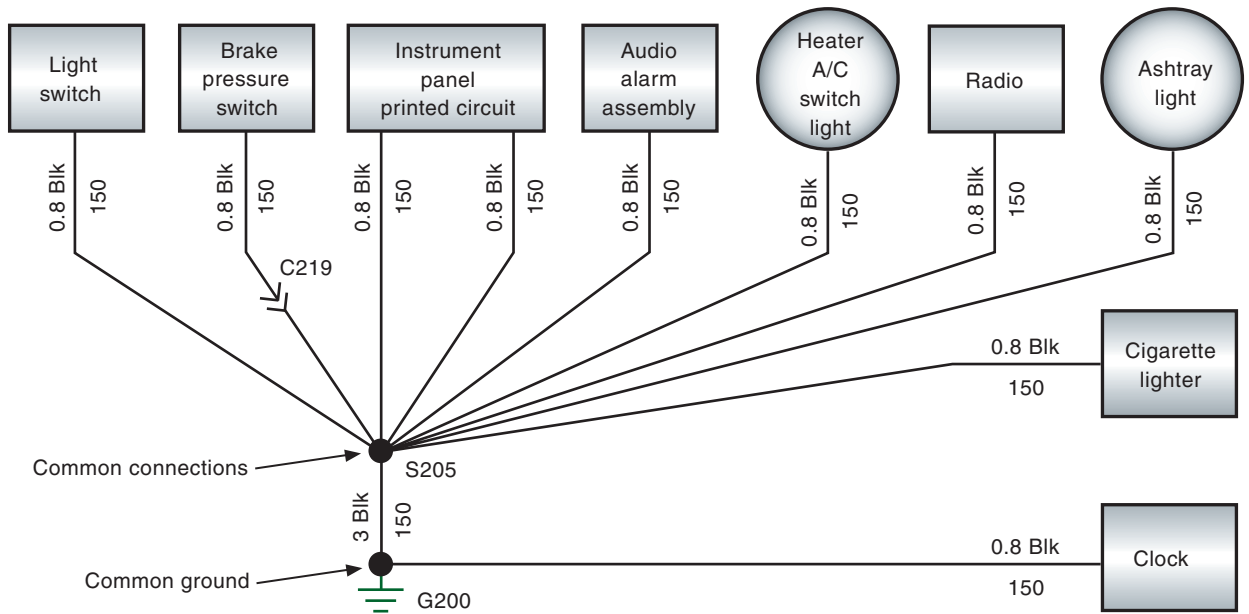 Light
switch
Brake
pressure
switch
Instrument
panel
printed circuit
Audio
alarm
assembly
Heater
A/C
switch
light
Radio
Ashtray
light
0.8 Blk
150
0.8 Blk
150
0.8 Blk
150
0.8 Blk
150
0.8 Blk
150
0.8 Blk
150
0.8 Blk
150
0.8 Blk
150
C219
0.8 Blk
150
Cigarette
lighter
Common connections
S205
3 Blk
150
Common ground
G200
0.8 Blk
150
Clock